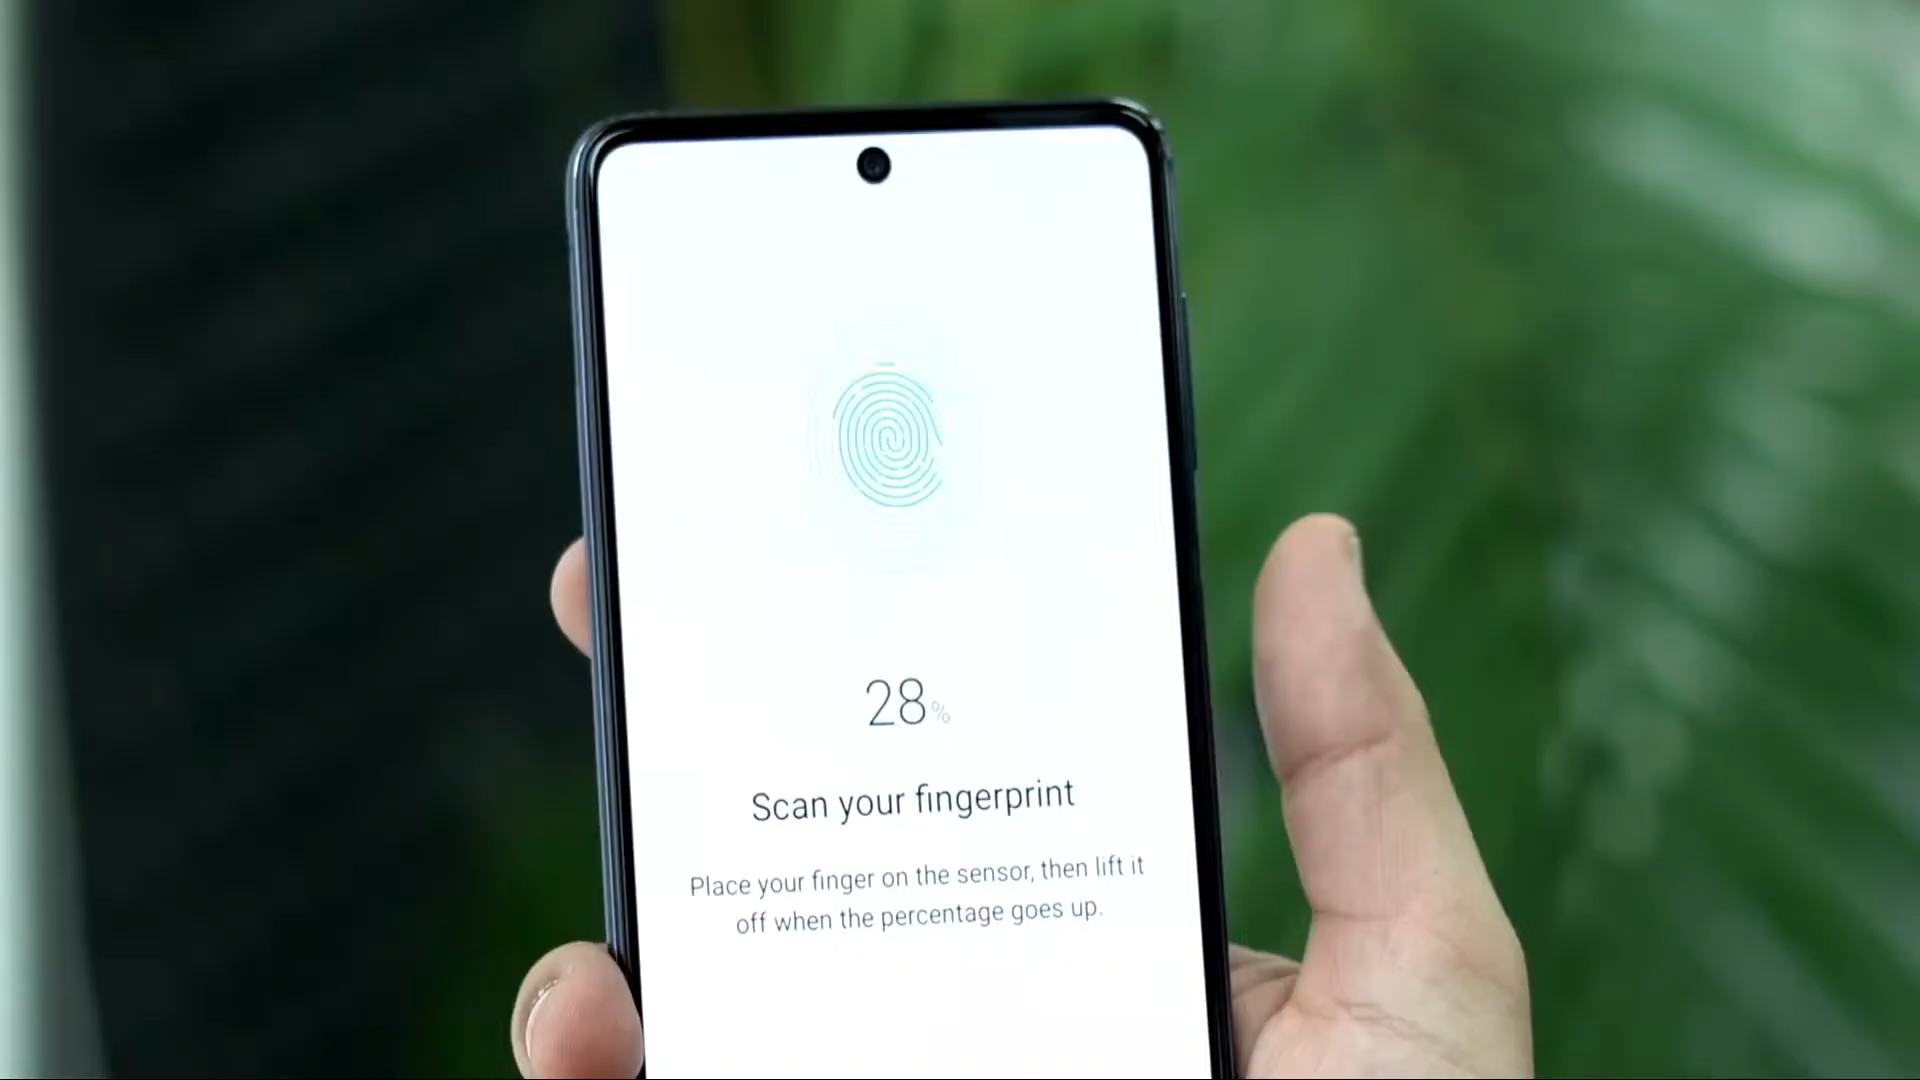 28%
Scan your fingerprint
Place your finger on the sensor, then lift it
off when the percentage goes up.